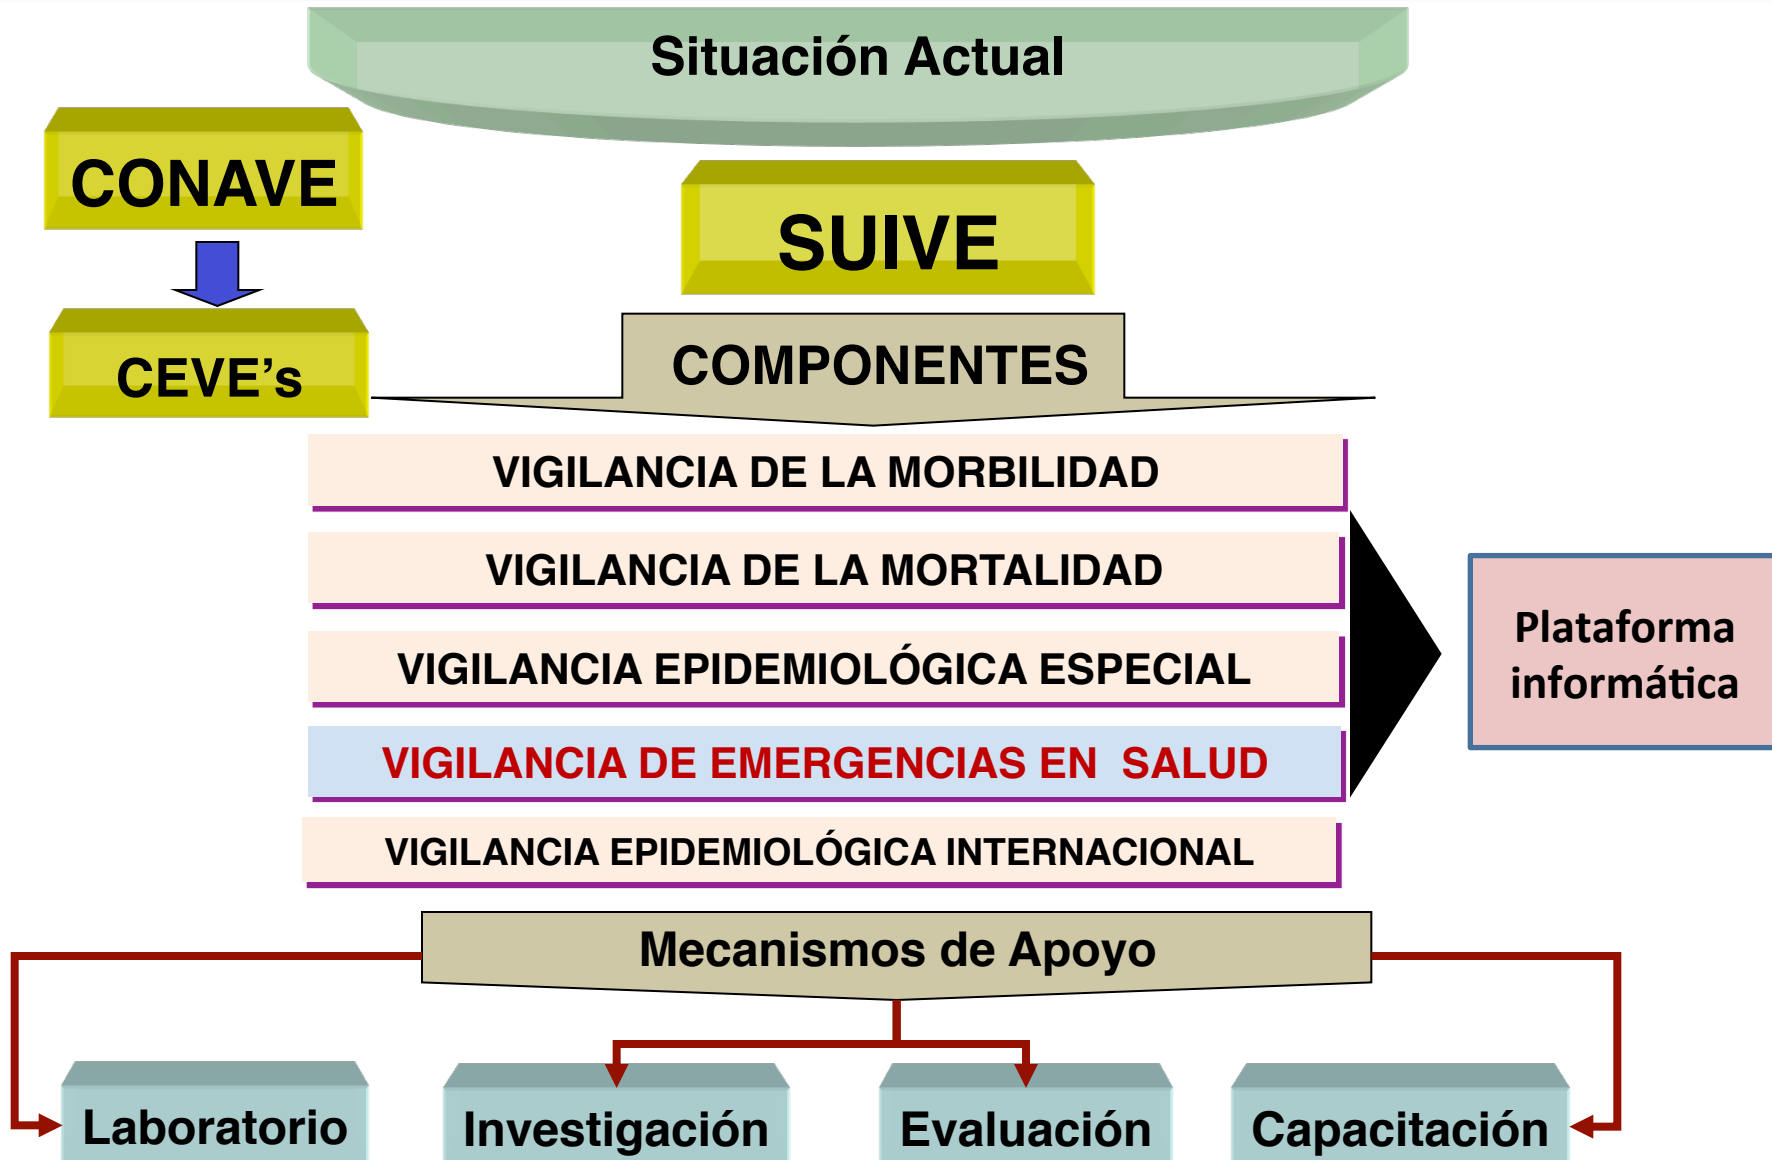 Situación Actual
CONAVE
SUIVE
CEVE’s
COMPONENTES
VIGILANCIA DE LA MORBILIDAD
VIGILANCIA DE LA MORTALIDAD
VIGILANCIA EPIDEMIOLÓGICA ESPECIAL
VIGILANCIA DE EMERGENCIAS EN  SALUD
VIGILANCIA EPIDEMIOLÓGICA INTERNACIONAL
Plataforma
informática
Mecanismos de Apoyo
Laboratorio
Investigación
Evaluación
Capacitación